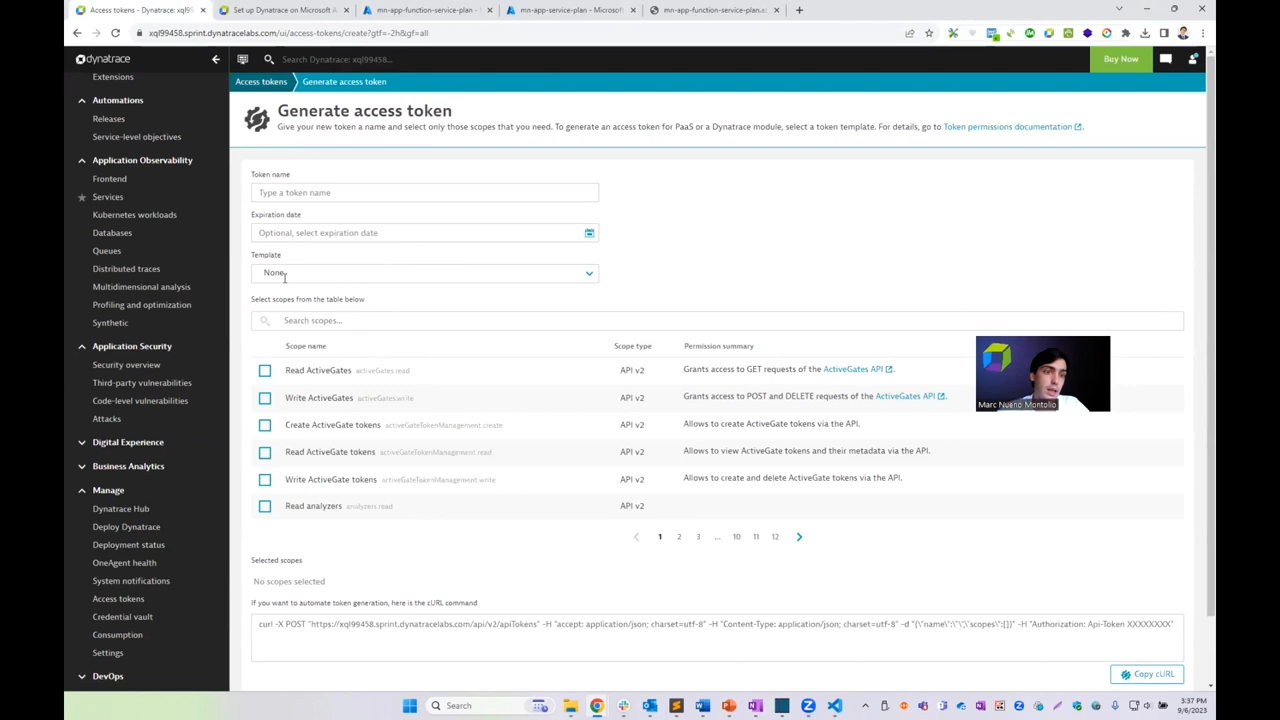 Access tokens - Dynatrace: xql99
Set up Dynatrace on Microsoft A
mn-app-function-service-plan -
mn-app-service-plan - Microsoft
mn-app-function-service-plan.xs
xql99458.sprint.dynatracelabs.com/ui/access-tokens/create?gtf=-2h&gf=all
dynatrace
Search Dynatrace: xql99458...
Buy Now
Access tokens
Generate access token
Extensions
Automations
Releases
Service-level objectives
Application Observability
Frontend
Services
Kubernetes workloads
Databases
Queues
Distributed traces
Multidimensional analysis
Profiling and optimization
Synthetic
Application Security
Security overview
Third-party vulnerabilities
Code-level vulnerabilities
Attacks
Digital Experience
Business Analytics
Manage
Dynatrace Hub
Deploy Dynatrace
Deployment status
OneAgent health
System notifications
Access tokens
Credential vault
Consumption
Settings
DevOps
Generate access token
Give your new token a name and select only those scopes that you need. To generate an access token for PaaS or a Dynatrace module, select a token template. For details, go to Token permissions documentation.
Token name
Type a token name
Expiration date
Optional, select expiration date
Template
None
Select scopes from the table below
Search scopes...
Scope name Scope type Permission summary
Read ActiveGates activeGates.read API v2 Grants access to GET requests of the ActiveGates API.
Write ActiveGates activeGates.write API v2 Grants access to POST and DELETE requests of the ActiveGates API.
Create ActiveGate tokens activeGateTokenManagement.create API v2 Allows to create ActiveGate tokens via the API.
Read ActiveGate tokens activeGateTokenManagement.read API v2 Allows to view ActiveGate tokens and their metadata via the API.
Write ActiveGate tokens activeGateTokenManagement.write API v2 Allows to create and delete ActiveGate tokens via the API.
Read analyzers analyzers.read API v2
1 2 3 ... 10 11 12
Selected scopes
No scopes selected
If you want to automate token generation, here is the cURL command
curl -X POST "https://xql99458.sprint.dynatracelabs.com/api/v2/apiTokens" -H "accept: application/json; charset=utf-8" -H "Content-Type: application/json; charset=utf-8" -d "{\"name\":\"\",\"scopes\":[]}" -H "Authorization: Api-Token XXXXXXXX"
Copy cURL
Marc Nueno Montolio
Search
3:37 PM
9/6/2023